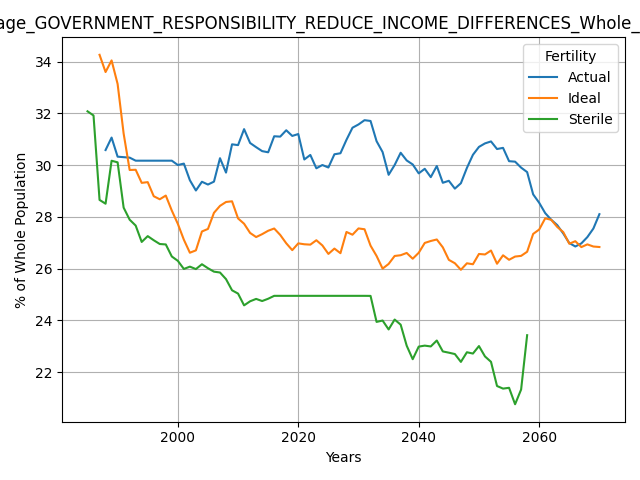 age_GOVERNMENT_RESPONSIBILITY_REDUCE_INCOME_DIFFERENCES_Whole_
Fertility
Actual
Ideal
Sterile
% of Whole Population
34
32
30
28
26
24
22
2000 2020 2040 2060
Years